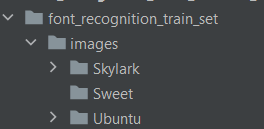 font_recognition_train_set
images
Skylark
Sweet
Ubuntu